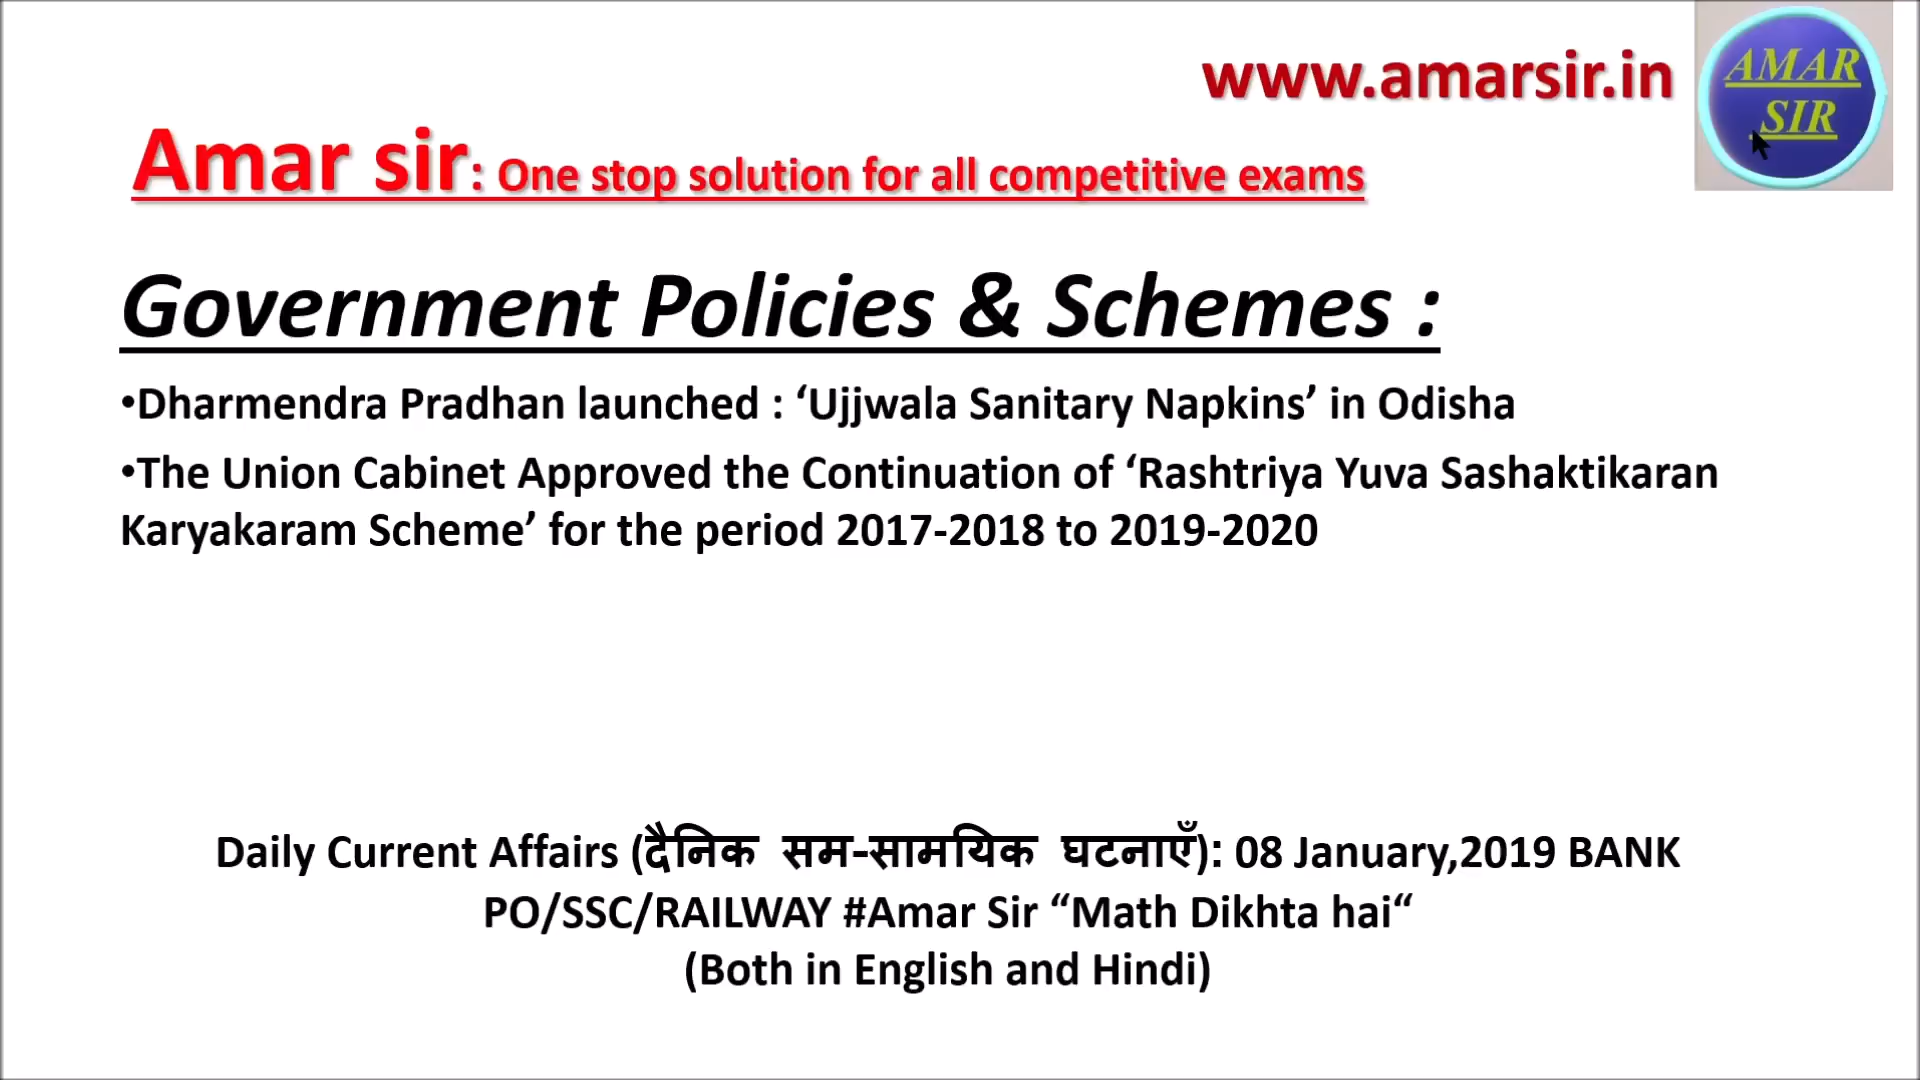 www.amarsir.in
AMAR
SIR
Amar sir: One stop solution for all competitive exams
Government Policies & Schemes :
•Dharmendra Pradhan launched : ‘Ujjwala Sanitary Napkins’ in Odisha
•The Union Cabinet Approved the Continuation of ‘Rashtriya Yuva Sashaktikaran
Karyakaram Scheme’ for the period 2017-2018 to 2019-2020
Daily Current Affairs (दैनिक सम-सामयिक घटनाएँ): 08 January,2019 BANK
PO/SSC/RAILWAY #Amar Sir “Math Dikhta hai“
(Both in English and Hindi)